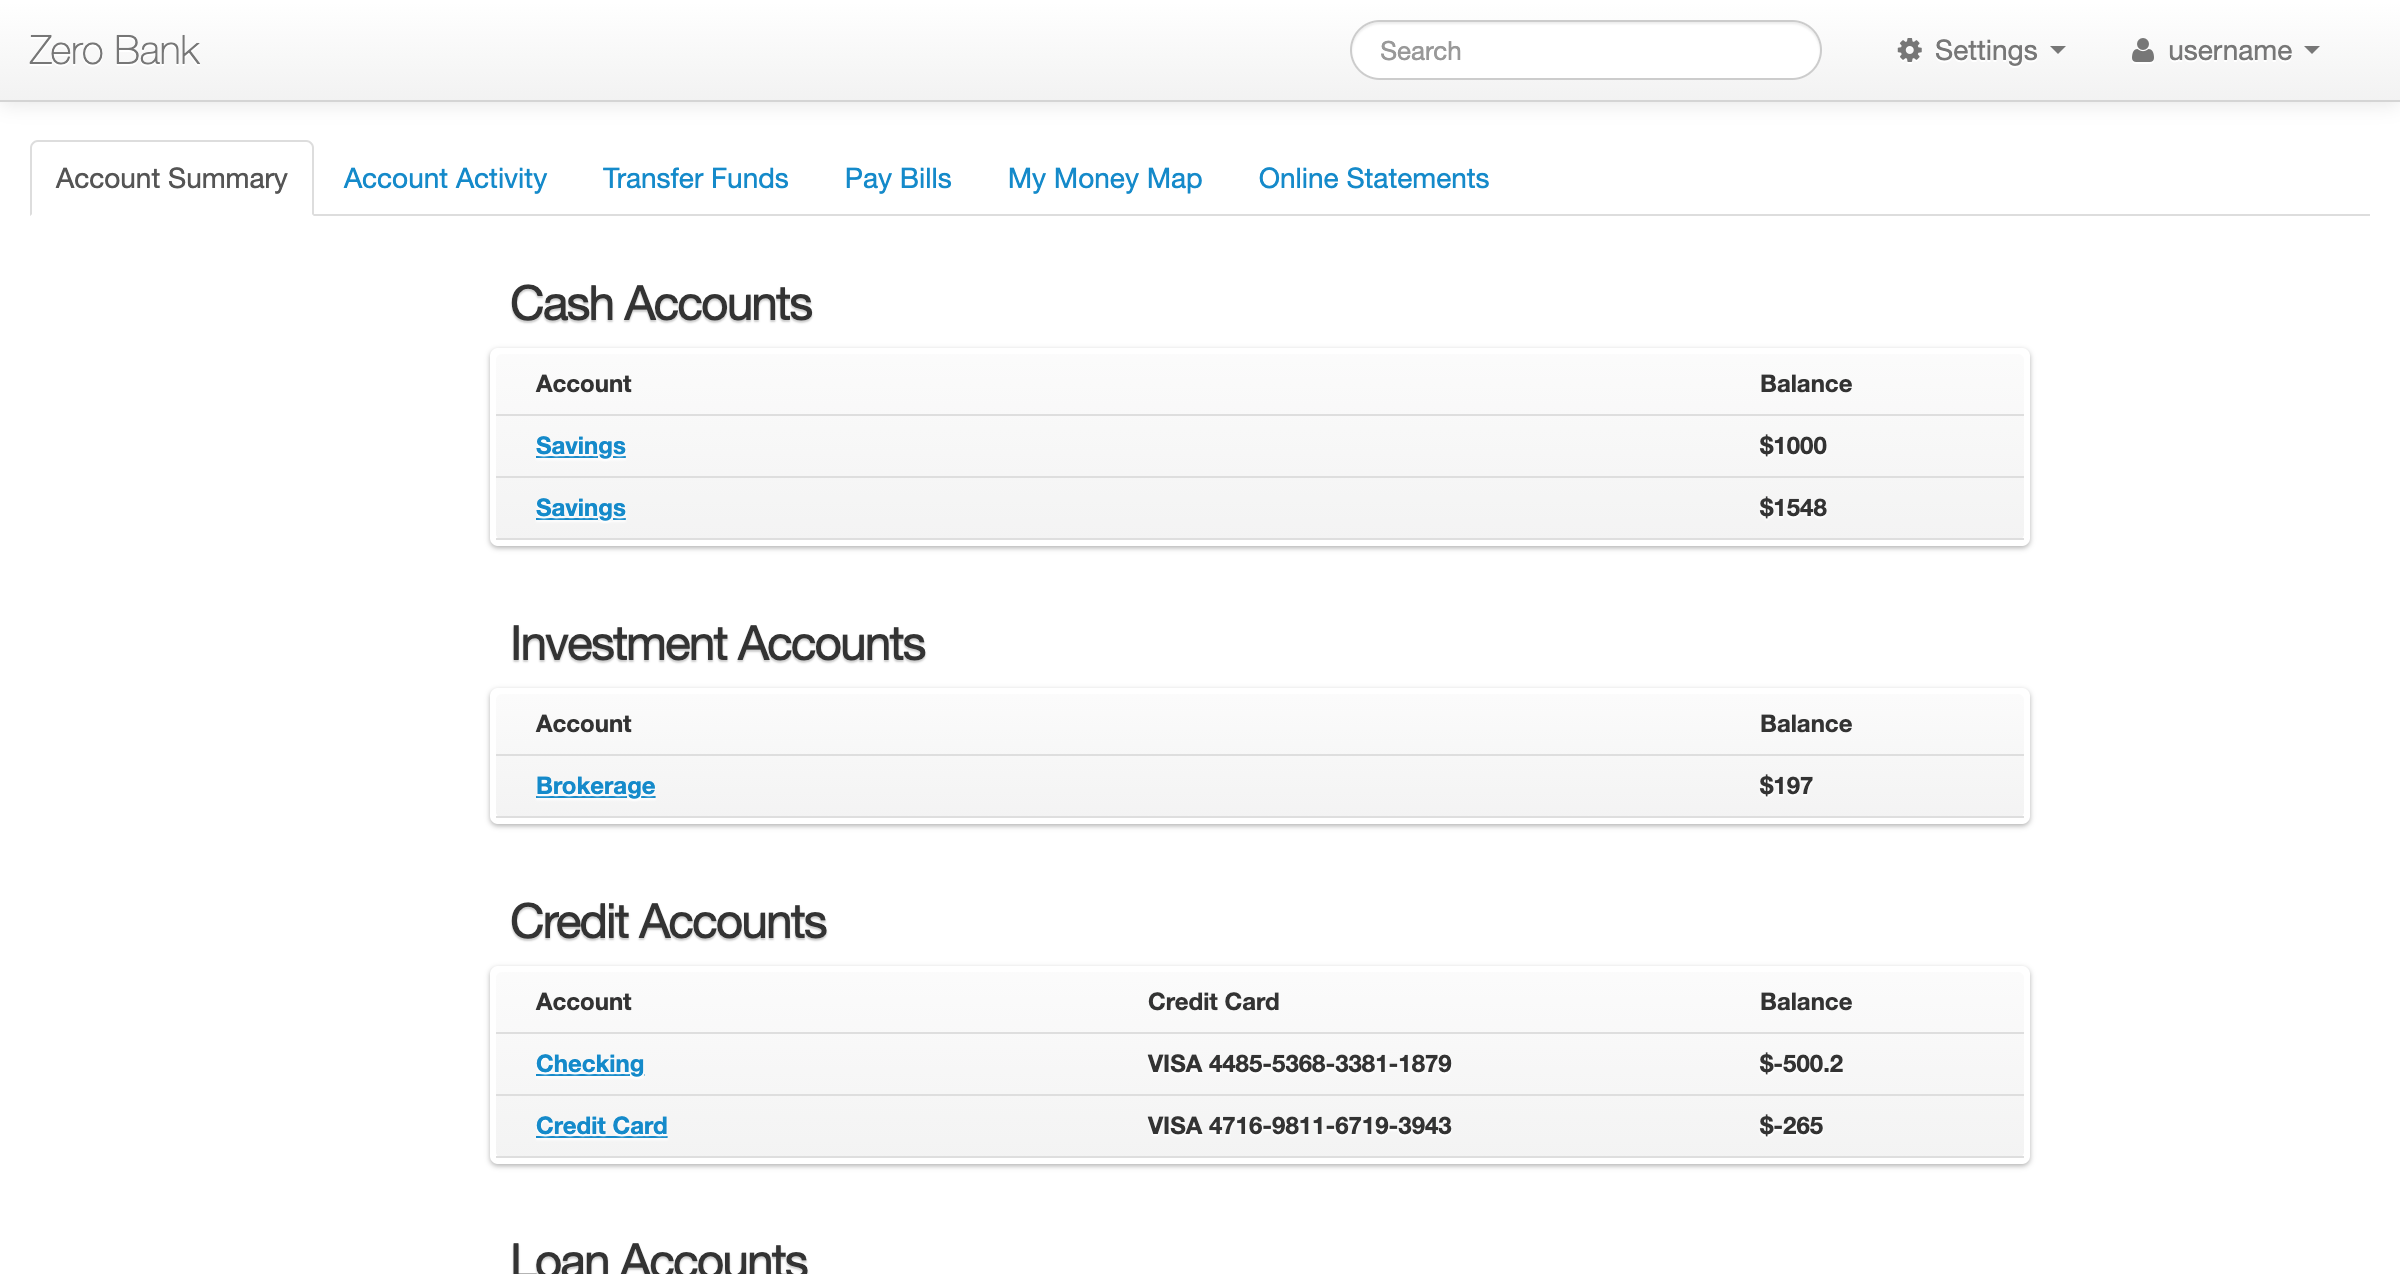 Zero Bank
Search
Settings
username
Account Summary Account Activity Transfer Funds Pay Bills My Money Map Online Statements
Cash Accounts
Account Balance
Savings $1000
Savings $1548
Investment Accounts
Account Balance
Brokerage $197
Credit Accounts
Account Credit Card Balance
Checking VISA 4485-5368-3381-1879 $-500.2
Credit Card VISA 4716-9811-6719-3943 $-265
Loan Accounts